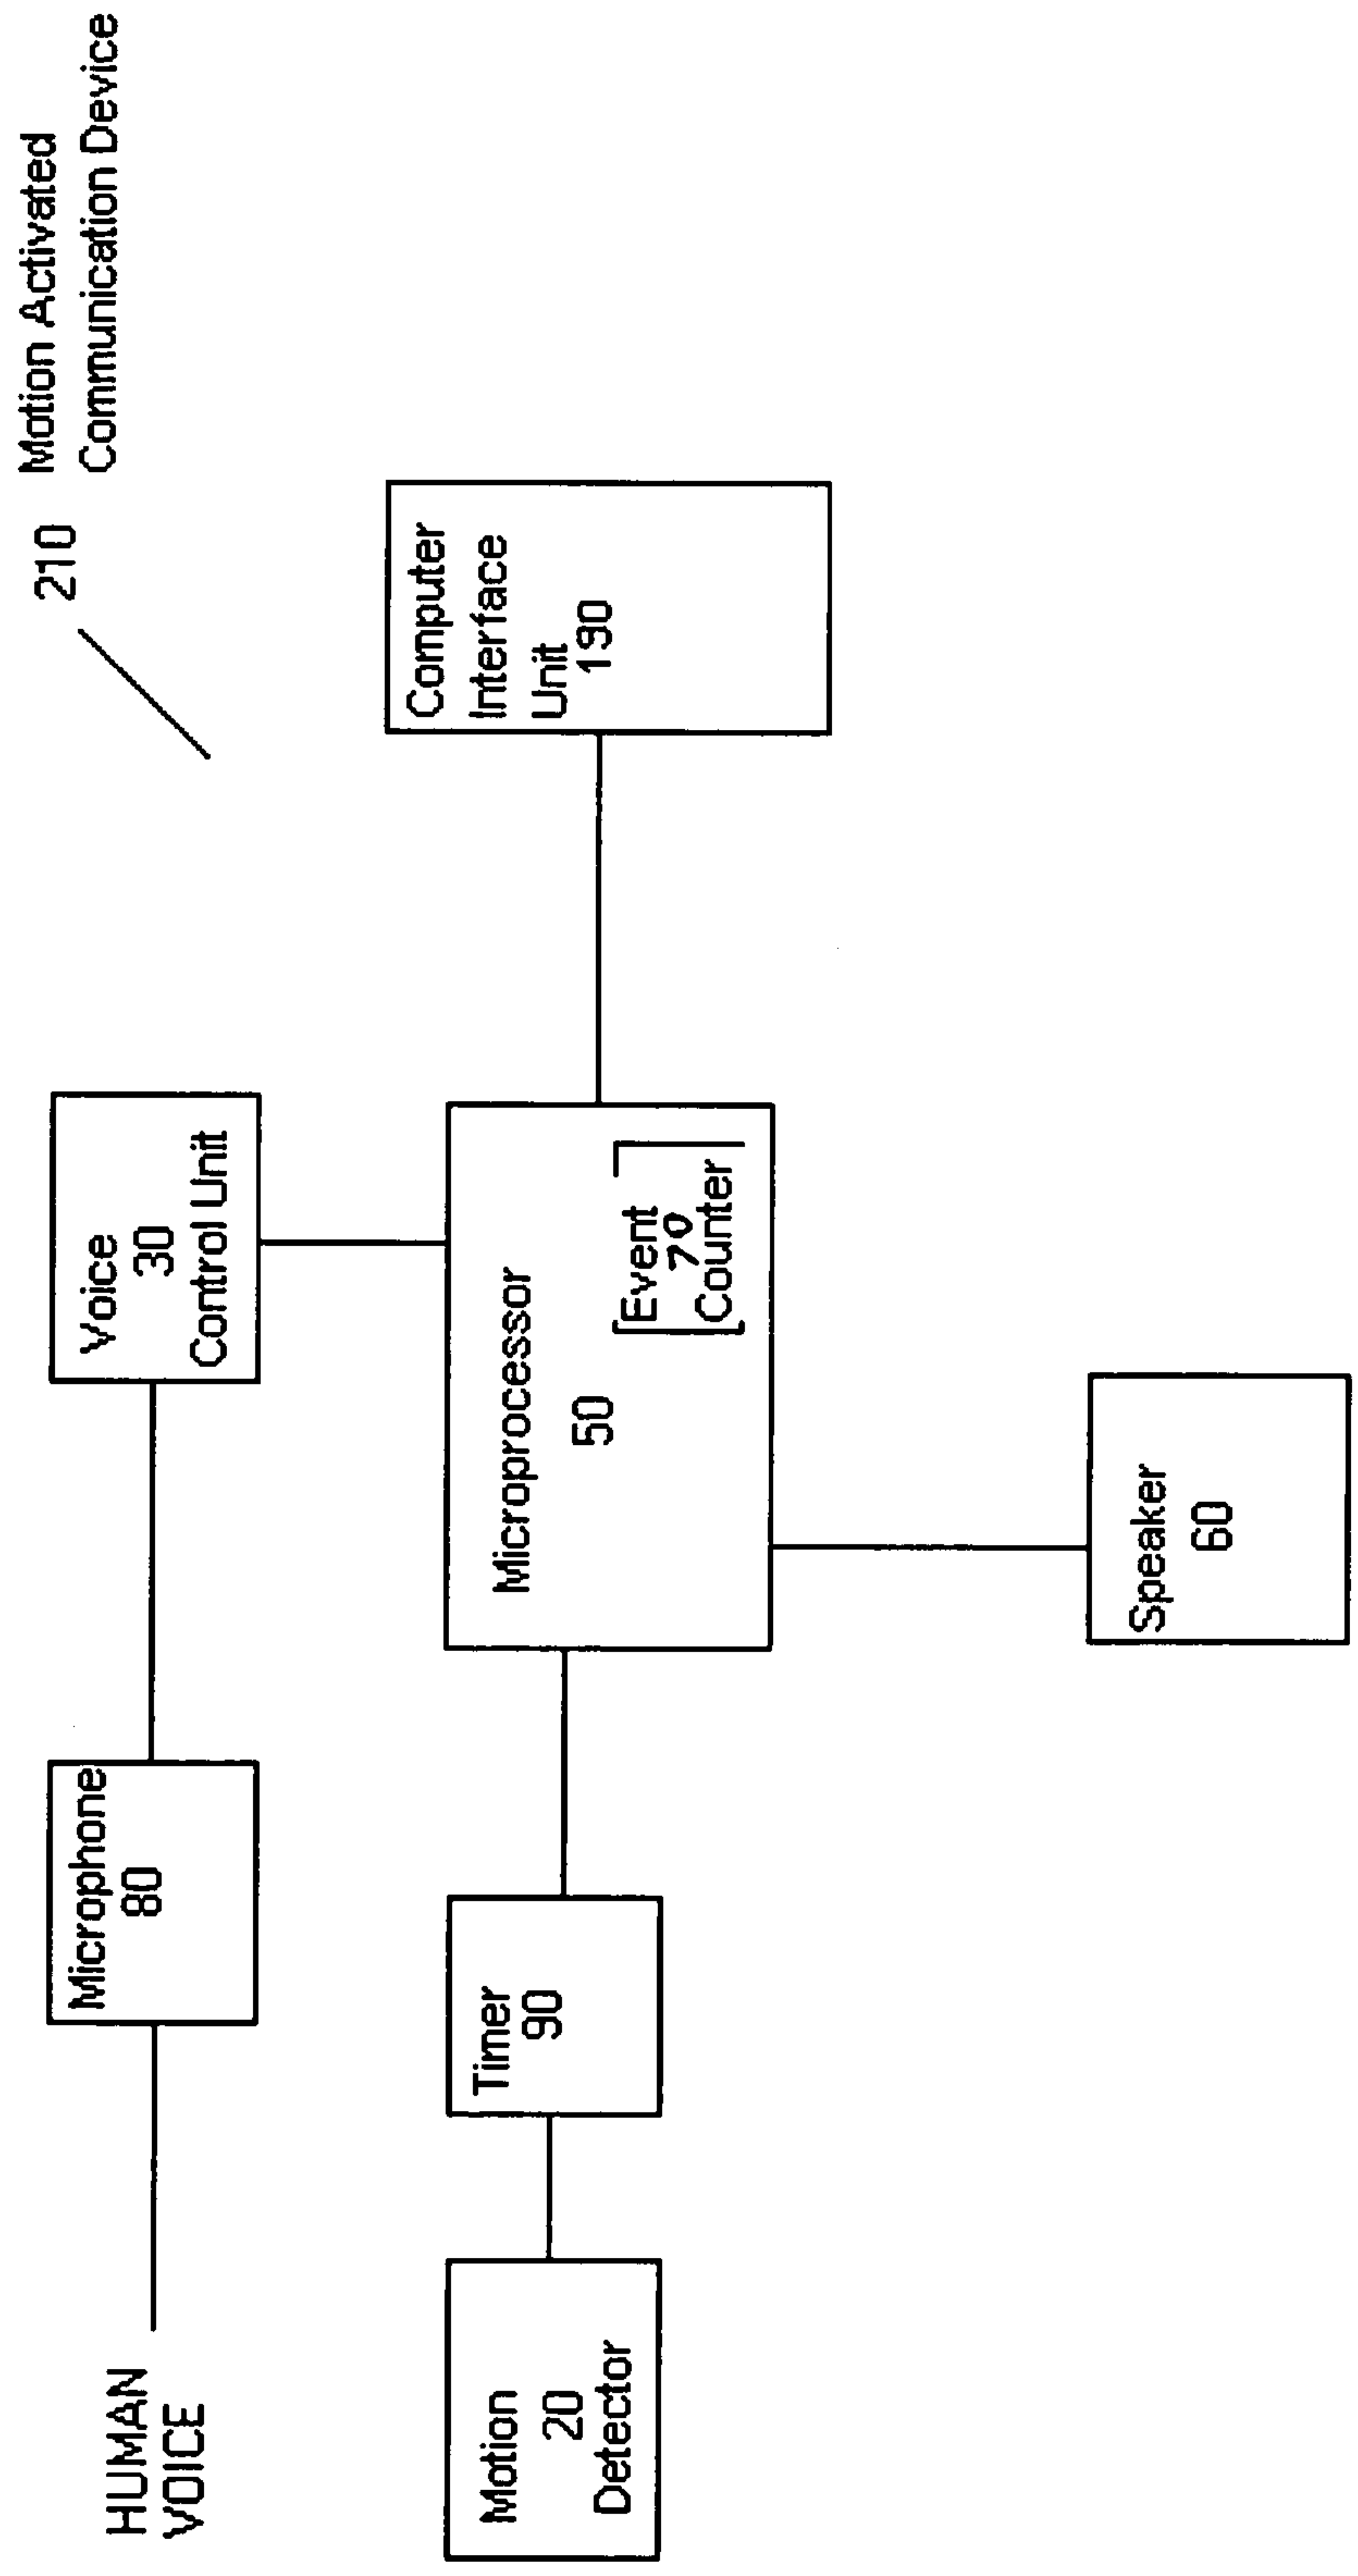 210 Motion Activated
Communication Device
HUMAN
VOICE
Microphone
80
Voice
30
Control Unit
Motion
20
Detector
Timer
90
Microprocessor
50
Event
70
Counter
Computer
Interface
Unit
190
Speaker
60